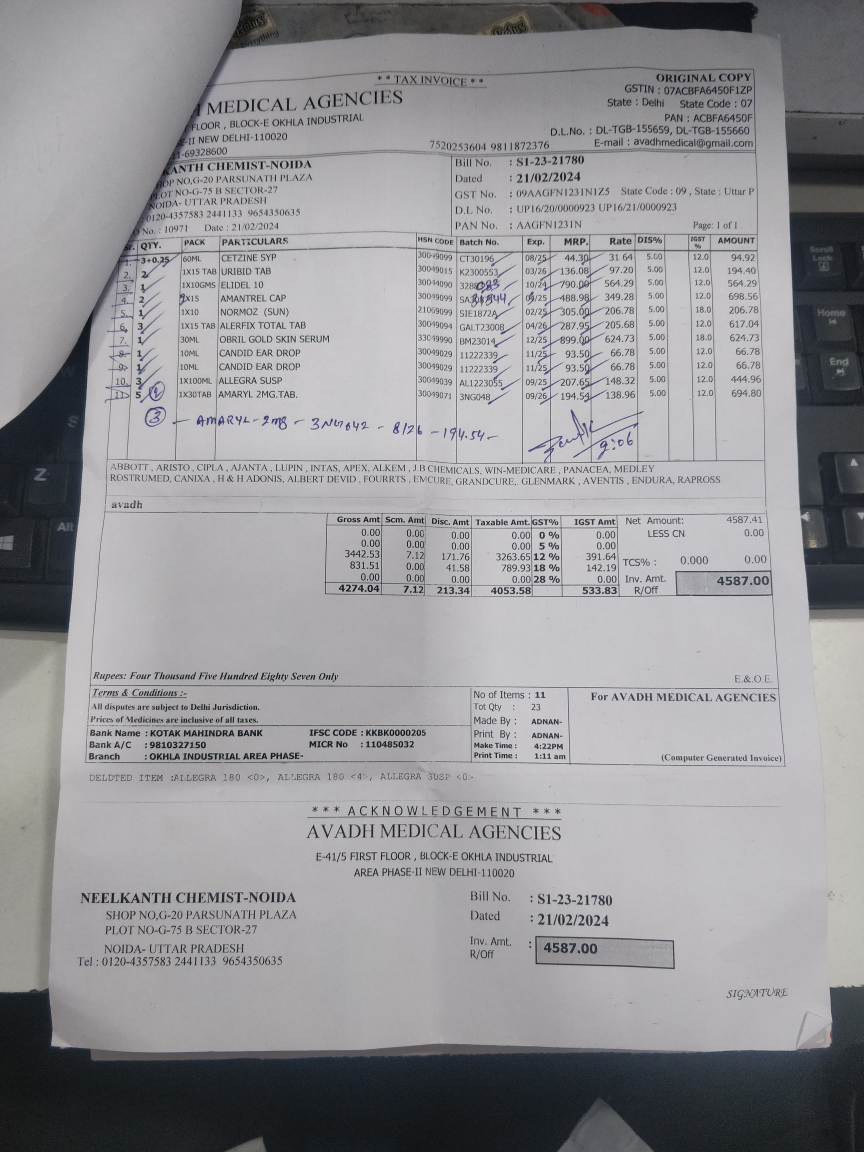 ** TAX INVOICE **
ORIGINAL COPY
GSTIN : 07ACBFA6450F1ZP
State : Delhi State Code : 07
PAN : ACBFA6450F
D.L.No. : DL-TGB-155659, DL-TGB-155660
E-mail : avadhmedical@gmail.com
MEDICAL AGENCIES
FLOOR , BLOCK-E OKHLA INDUSTRIAL
-II NEW DELHI-110020
11-69328600
7520253604 9811872376
KANTH CHEMIST-NOIDA
SHOP NO,G-20 PARSUNATH PLAZA
PLOT NO-G-75 B SECTOR-27
NOIDA- UTTAR PRADESH
0120-4357583 2441133 9654350635
No. : 10971 Date : 21/02/2024
Bill No. : S1-23-21780
Dated : 21/02/2024
GST No. : 09AAGFN1231N1Z5 State Code : 09 , State : Uttar P
D.L No. : UP16/20/0000923 UP16/21/0000923
PAN No. : AAGFN1231N
Page: 1 of 1
Sr. QTY. PACK PARTICULARS HSN CODE Batch No. Exp. MRP. Rate DIS% IGST % AMOUNT
3+0.25 60ML CETZINE SYP 30049099 CT30196 08/25 44.30 31.64 5.00 12.0 94.92
2. 2 1X15 TAB URIBID TAB 30049015 K2300553 03/26 136.08 97.20 5.00 12.0 194.40
3. 1 1X10GMS ELIDEL 10 30044090 10/24 790.00 564.29 5.00 12.0 564.29
4. 2 1X15 AMANTREL CAP 30049099 488.98 349.28 5.00 12.0 698.56
5. 1 1X10 NORMOZ (SUN) 21069099 SIE1872A 02/25 305.00 206.78 5.00 18.0 206.78
6. 3 1X15 TAB ALERFIX TOTAL TAB 30049094 GALT23008 04/26 287.95 205.68 5.00 12.0 617.04
7. 1 30ML OBRIL GOLD SKIN SERUM 33049990 BM23014 12/25 899.00 624.73 5.00 18.0 624.73
8. 1 10ML CANDID EAR DROP 30049029 11222339 11/25 93.50 66.78 5.00 12.0 66.78
9. 1 10ML CANDID EAR DROP 30049029 11222339 11/25 93.50 66.78 5.00 12.0 66.78
10. 3 1X100ML ALLEGRA SUSP 30049039 AL1223055 09/25 207.65 148.32 5.00 12.0 444.96
11. 5 2 1X30TAB AMARYL 2MG.TAB. 30049071 3NG048 09/26 194.54 138.96 5.00 12.0 694.80
3 - AMARYL-2mg - 3NG042 - 8/26 - 194.54-
ABBOTT , ARISTO , CIPLA , AJANTA , LUPIN , INTAS, APEX, ALKEM , J.B CHEMICALS, WIN-MEDICARE , PANACEA, MEDLEY
ROSTRUMED, CANIXA , H & H ADONIS, ALBERT DEVID , FOURRTS , EMCURE, GRANDCURE,. GLENMARK , AVENTIS , ENDURA, RAPROSS
avadh
Gross Amt Scm. Amt Disc. Amt Taxable Amt. GST% IGST Amt
0.00 0.00 0.00 0.00 0 % 0.00
0.00 0.00 0.00 0.00 5 % 0.00
3442.53 7.12 171.76 3263.65 12 % 391.64
831.51 0.00 41.58 789.93 18 % 142.19
0.00 0.00 0.00 0.00 28 % 0.00
4274.04 7.12 213.34 4053.58 533.83
Net Amount: 4587.41
LESS CN 0.00
TCS% : 0.000 0.00
Inv. Amt. : 4587.00
R/Off
Rupees: Four Thousand Five Hundred Eighty Seven Only
E.& O.E.
Terms & Conditions :-
All disputes are subject to Delhi Jurisdiction.
Prices of Medicines are inclusive of all taxes.
Bank Name : KOTAK MAHINDRA BANK IFSC CODE : KKBK0000205
Bank A/C : 9810327150 MICR No : 110485032
Branch : OKHLA INDUSTRIAL AREA PHASE-
No of Items : 11
Tot Qty : 23
Made By : ADNAN-
Print By : ADNAN-
Make Time : 4:22PM
Print Time : 1:11 am
For AVADH MEDICAL AGENCIES
(Computer Generated Invoice)
DELDTED ITEM :ALLEGRA 180 <0>, ALLEGRA 180 <4>, ALLEGRA SUSP <0>
*** ACKNOWLEDGEMENT ***
AVADH MEDICAL AGENCIES
E-41/5 FIRST FLOOR , BLOCK-E OKHLA INDUSTRIAL
AREA PHASE-II NEW DELHI-110020
NEELKANTH CHEMIST-NOIDA
SHOP NO,G-20 PARSUNATH PLAZA
PLOT NO-G-75 B SECTOR-27
NOIDA- UTTAR PRADESH
Tel : 0120-4357583 2441133 9654350635
Bill No. : S1-23-21780
Dated : 21/02/2024
Inv. Amt. : 4587.00
R/Off
SIGNATURE
Scroll
Lock
Home
End
Z
Alt